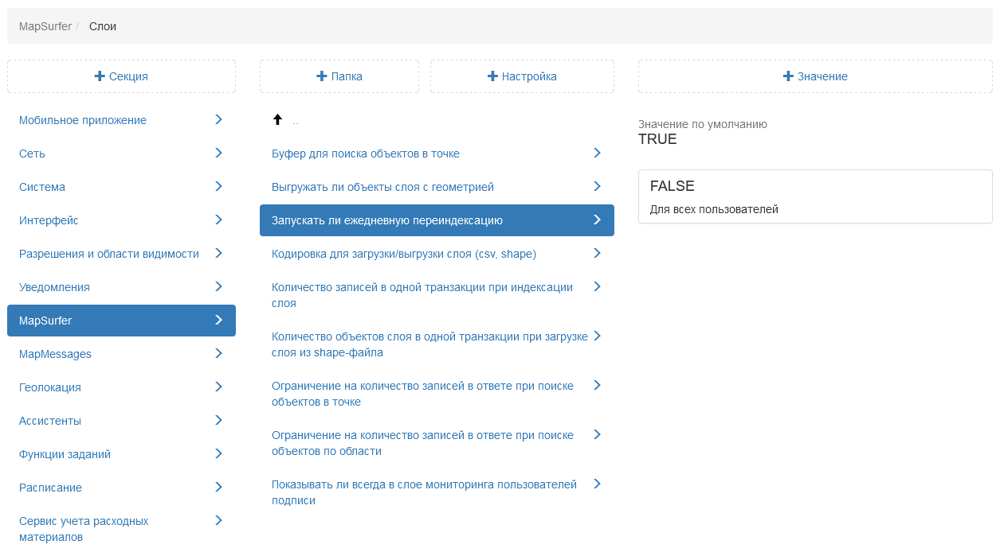 MapSurfer / Слои
Секция
Папка
Настройка
Значение
Мобильное приложение
Сеть
Система
Интерфейс
Разрешения и области видимости
Уведомления
MapSurfer
MapMessages
Геолокация
Ассистенты
Функции заданий
Расписание
Сервис учета расходных
материалов
..
Буфер для поиска объектов в точке
Выгружать ли объекты слоя с геометрией
Запускать ли ежедневную переиндексацию
Кодировка для загрузки/выгрузки слоя (csv, shape)
Количество записей в одной транзакции при индексации
слоя
Количество объектов слоя в одной транзакции при загрузке
слоя из shape-файла
Ограничение на количество записей в ответе при поиске
объектов в точке
Ограничение на количество записей в ответе при поиске
объектов по области
Показывать ли всегда в слое мониторинга пользователей
подписи
Значение по умолчанию
TRUE
FALSE
Для всех пользователей